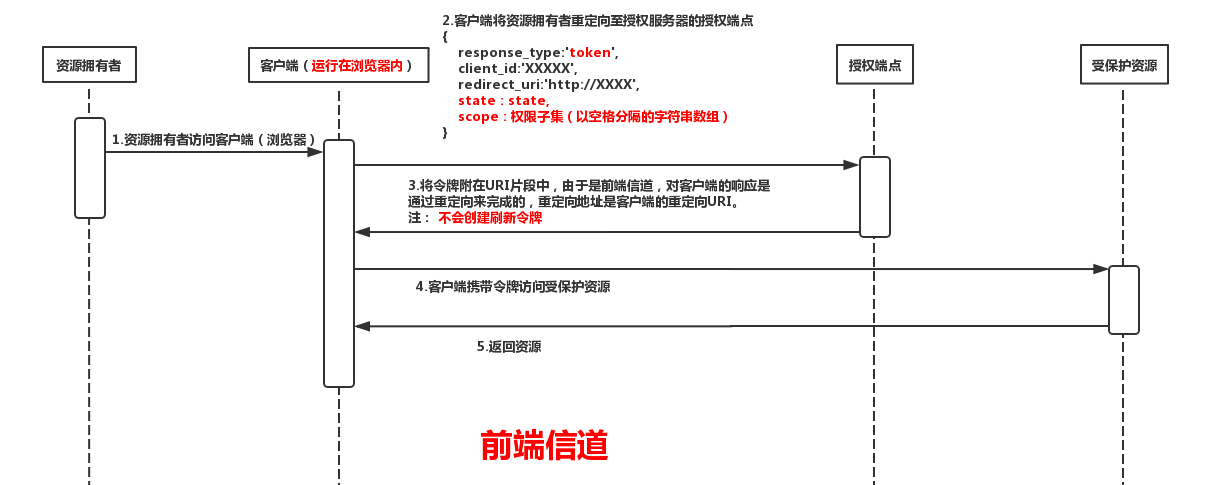 2.客户端将资源拥有者重定向至授权服务器的授权端点
{
response_type:'token',
client_id:'XXXXX',
redirect_uri:'http://XXXX',
state：state,
scope：权限子集（以空格分隔的字符串数组）
}
资源拥有者
客户端（运行在浏览器内）
授权端点
受保护资源
1.资源拥有者访问客户端（浏览器）
3.将令牌附在URI片段中，由于是前端信道，对客户端的响应是
通过重定向来完成的，重定向地址是客户端的重定向URI。
注： 不会创建刷新令牌
4.客户端携带令牌访问受保护资源
5.返回资源
前端信道